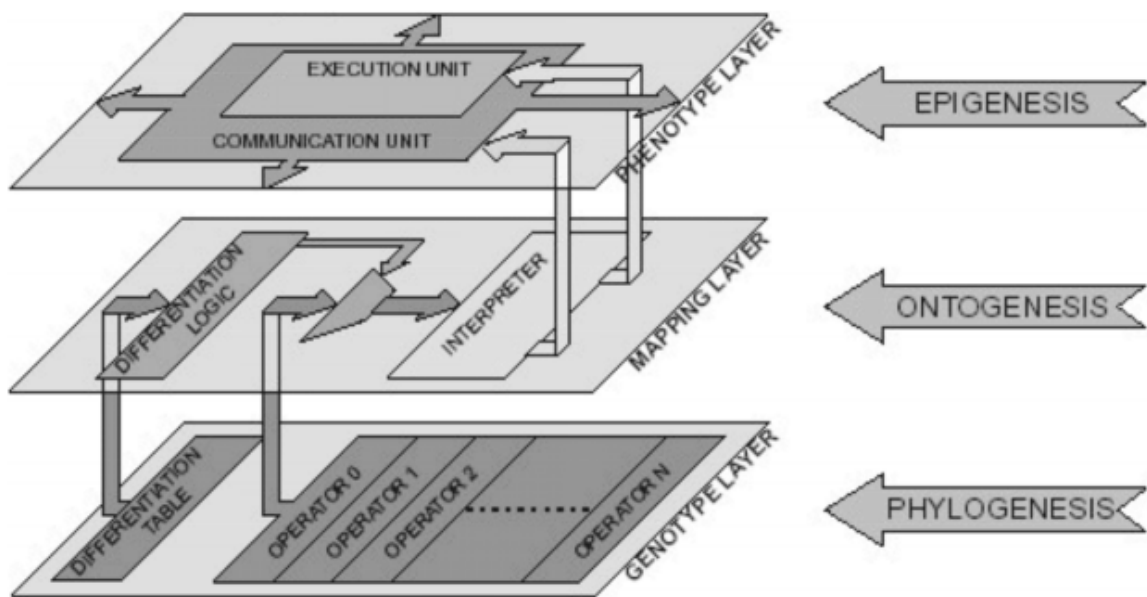 EXECUTION UNIT
COMMUNICATION UNIT
PHENOTYPE LAYER
EPIGENESIS
DIFFERENTIATION
LOGIC
INTERPRETER
MAPPING LAYER
ONTOGENESIS
DIFFERENTIATION
TABLE
OPERATOR 0
OPERATOR 1
OPERATOR 2
OPERATOR N
GENOTYPE LAYER
PHYLOGENESIS